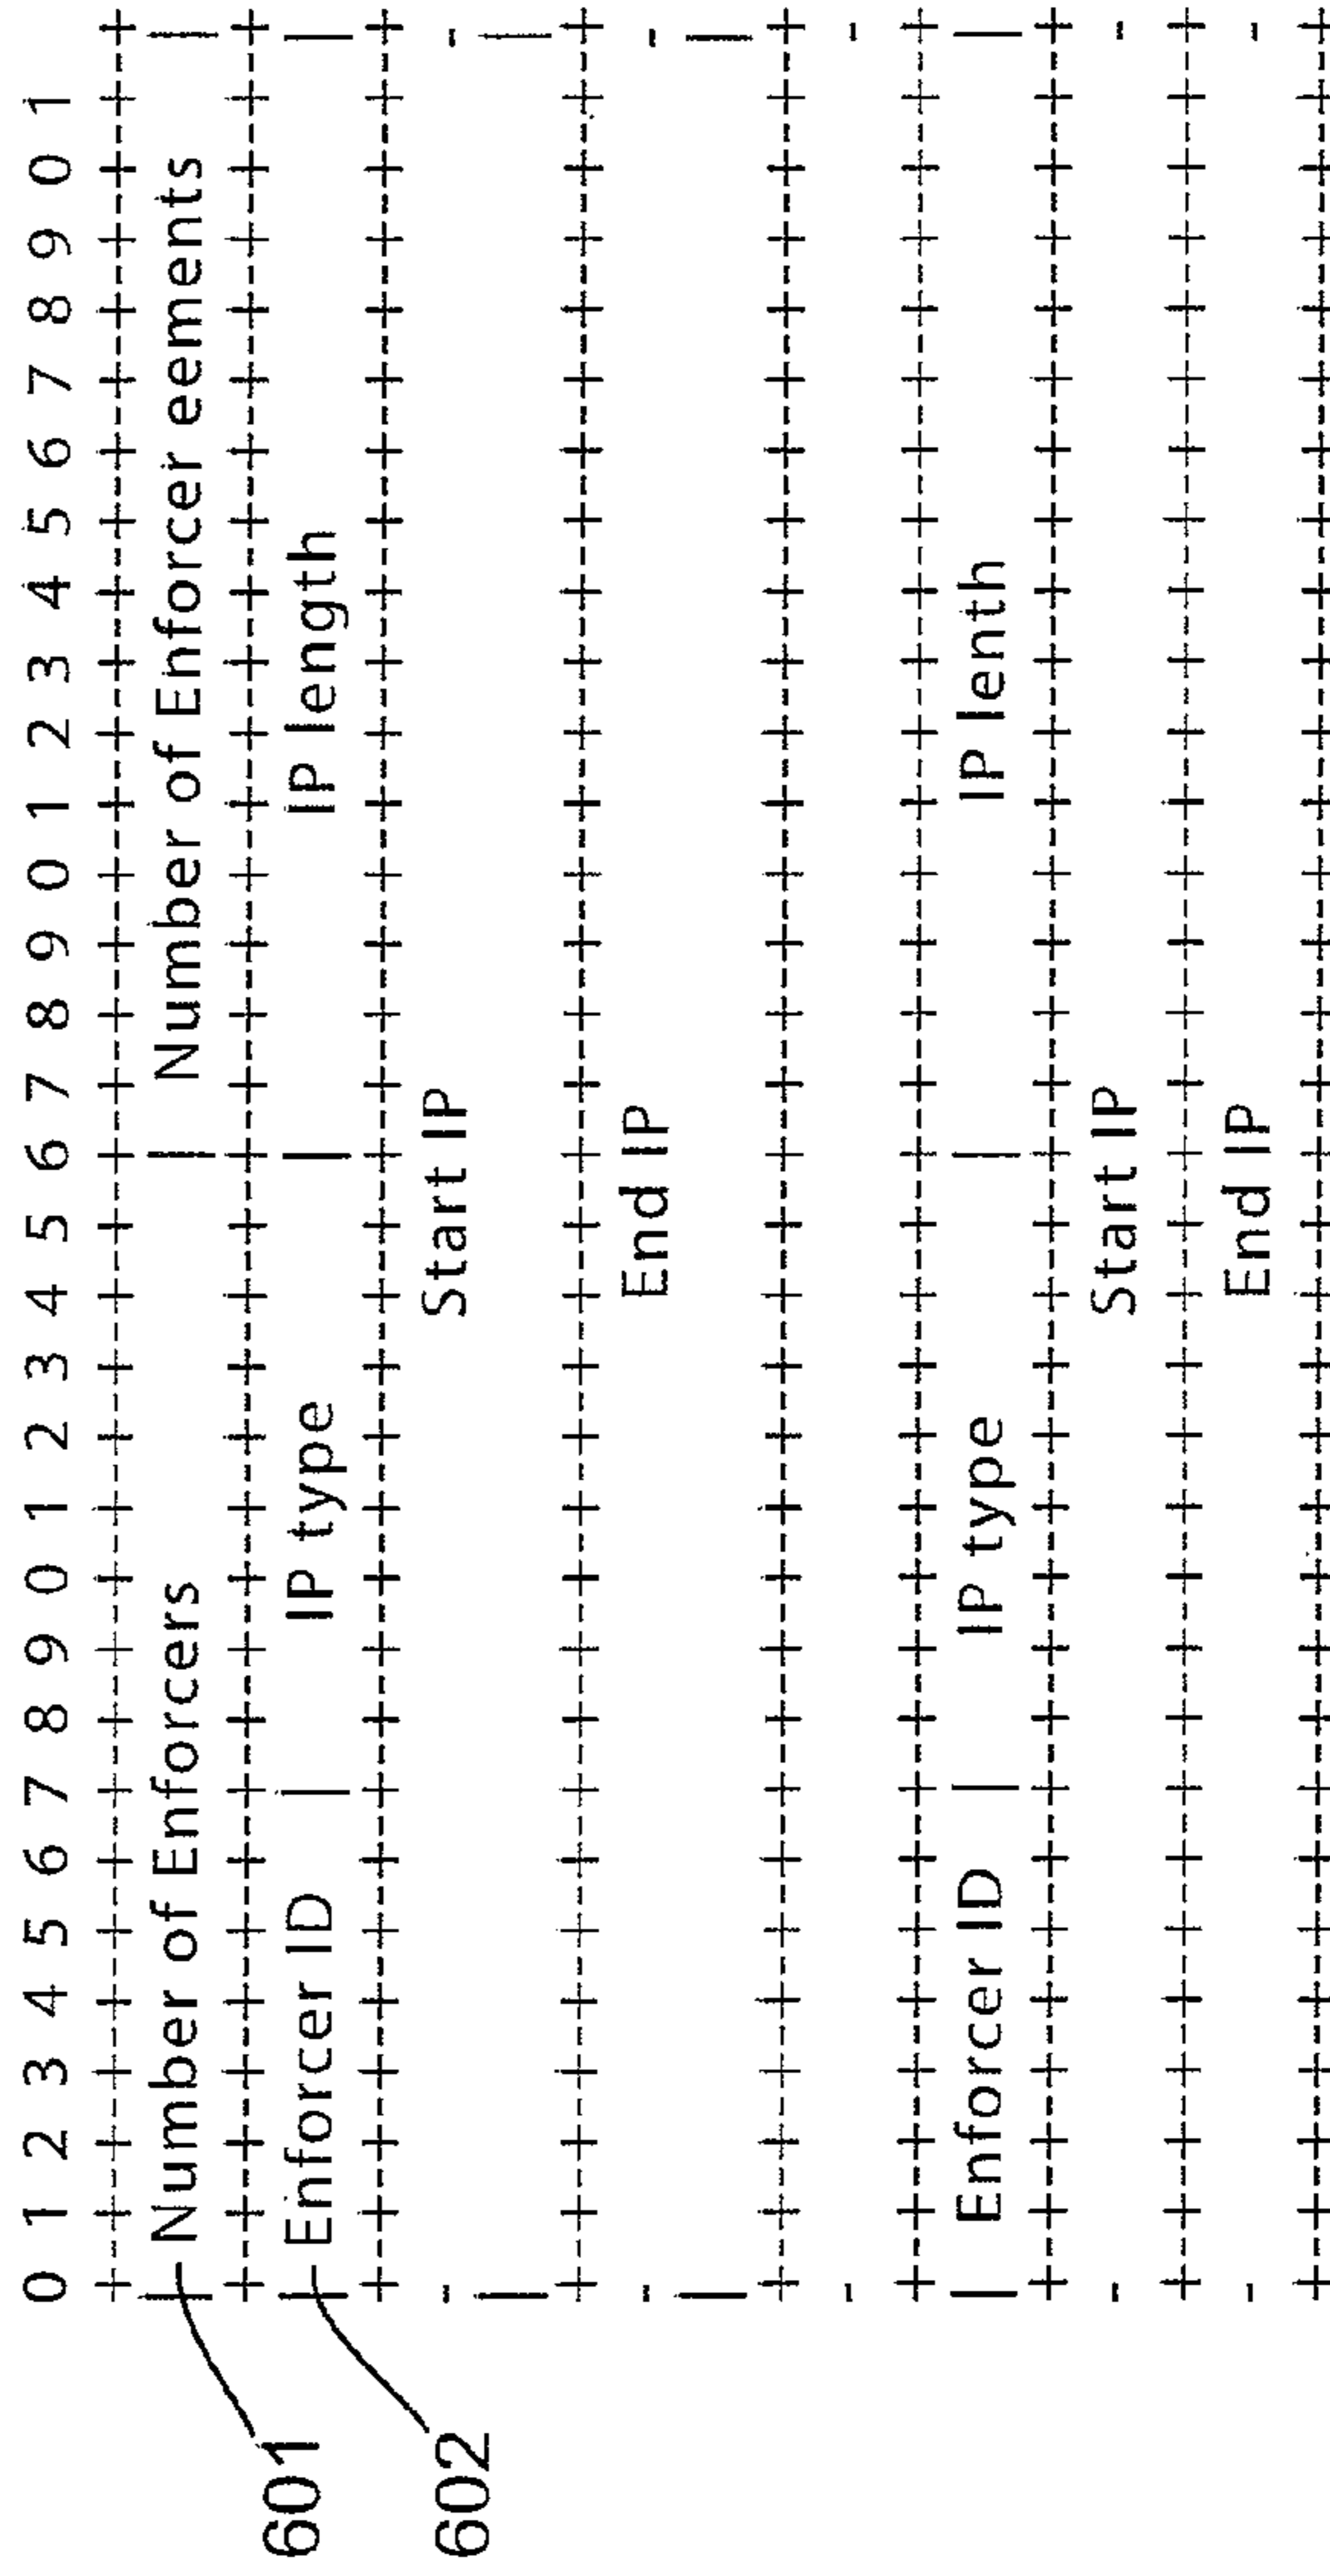 0 1 2 3 4 5 6 7 8 9 0 1 2 3 4 5 6 7 8 9 0 1 2 3 4 5 6 7 8 9 0 1
601 Number of Enforcers | Number of Enforcer eements
602 Enforcer ID | IP type | IP length
Start IP
End IP
Enforcer ID | IP type | IP lenth
Start IP
End IP